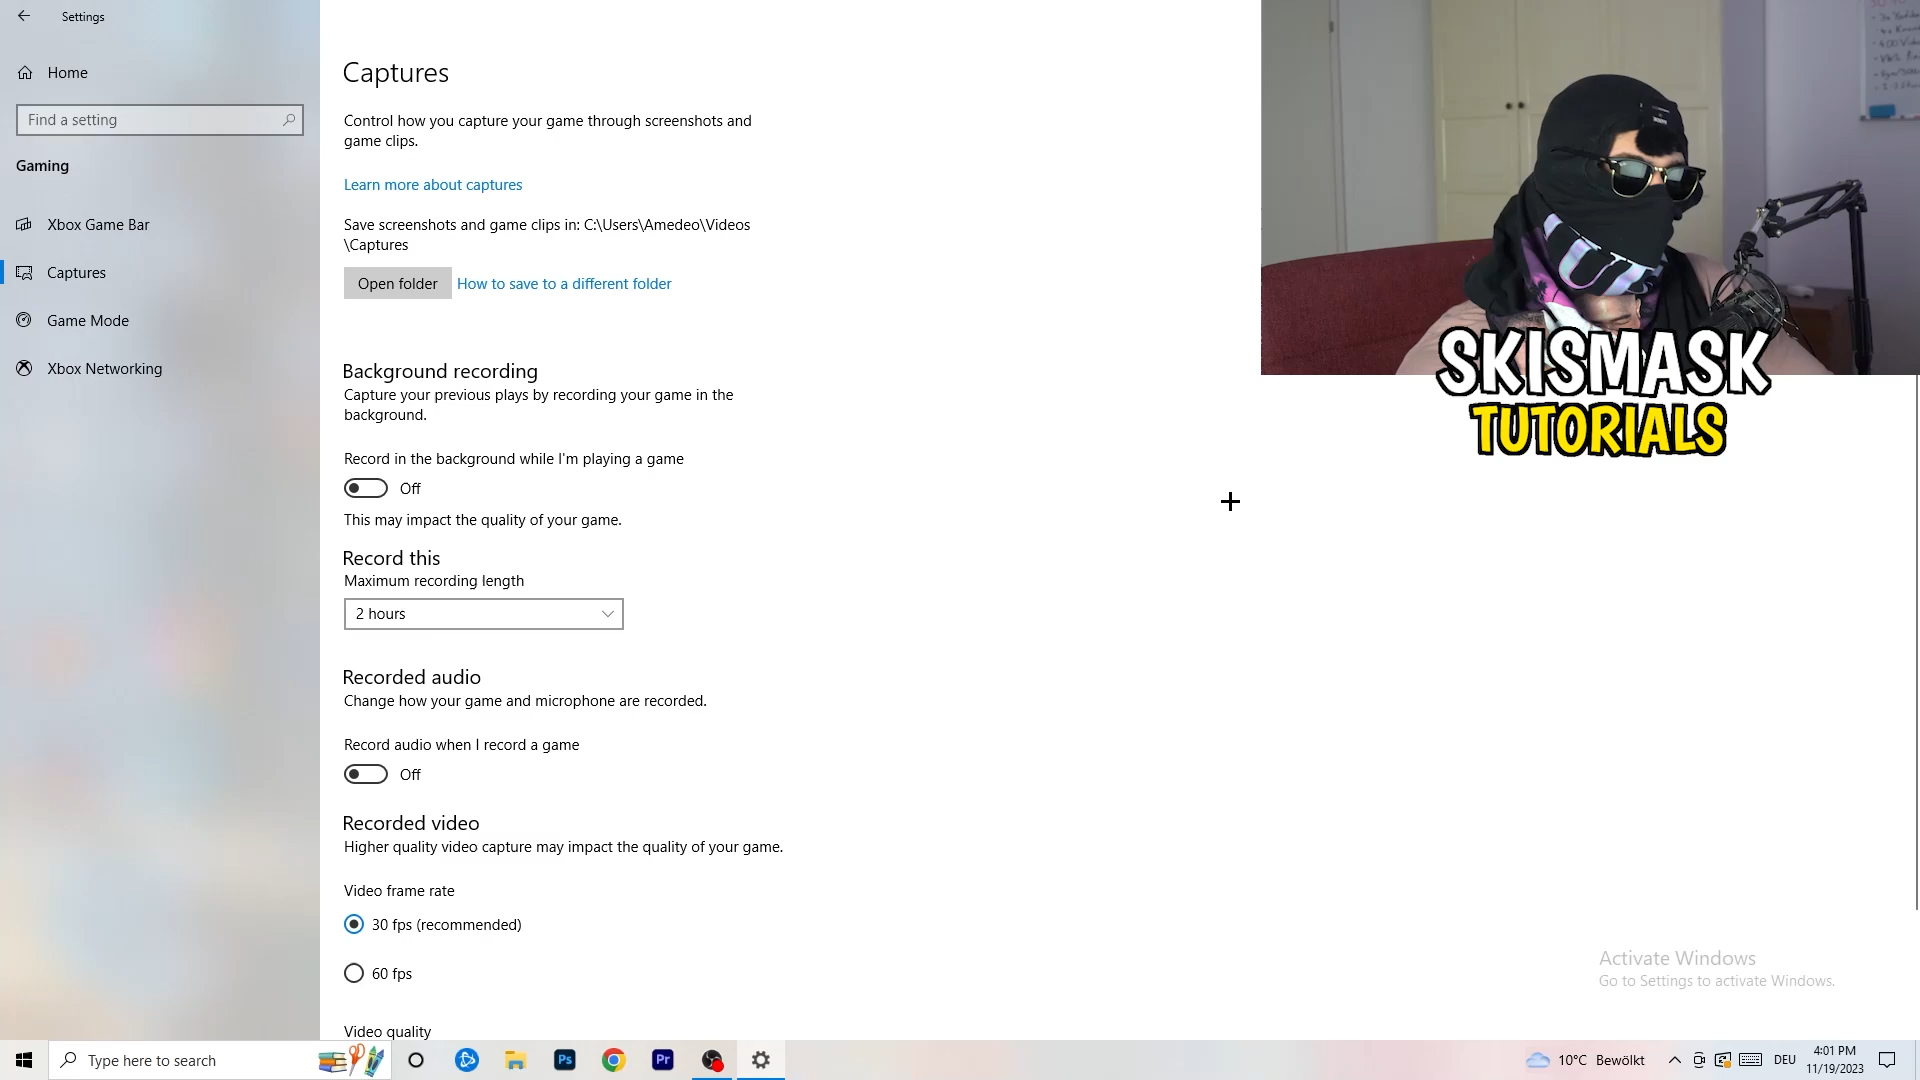 Settings
Home
Find a setting
Gaming
Xbox Game Bar
Captures
Game Mode
Xbox Networking
Captures
Control how you capture your game through screenshots and
game clips.
Learn more about captures
Save screenshots and game clips in: C:\Users\Amedeo\Videos
\Captures
Open folder
How to save to a different folder
Background recording
Capture your previous plays by recording your game in the
background.
Record in the background while I'm playing a game
Off
This may impact the quality of your game.
Record this
Maximum recording length
2 hours
Recorded audio
Change how your game and microphone are recorded.
Record audio when I record a game
Off
Recorded video
Higher quality video capture may impact the quality of your game.
Video frame rate
30 fps (recommended)
60 fps
Video quality
SKISMASK
TUTORIALS
Activate Windows
Go to Settings to activate Windows.
Type here to search
Ps
Pr
10°C Bewölkt
DEU
4:01 PM
11/19/2023